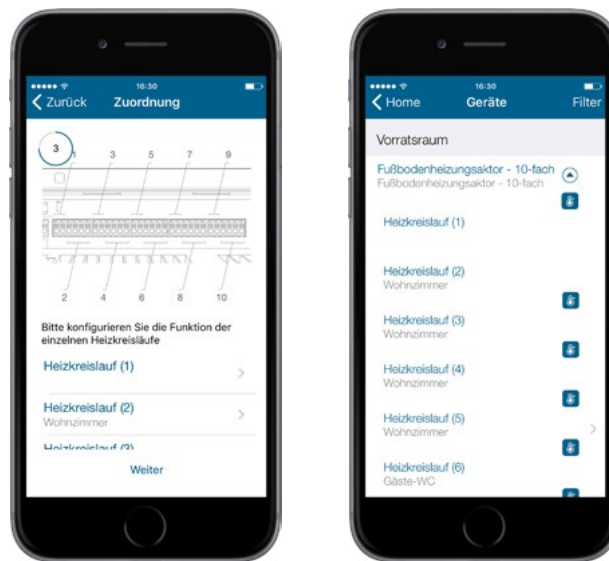 16:30
Zurück
Zuordnung
3
1 3 5 7 9
2 4 6 8 10
Bitte konfigurieren Sie die Funktion der
einzelnen Heizkreisläufe
Heizkreislauf (1)
Heizkreislauf (2)
Wohnzimmer
Heizkreislauf (3)
Weiter
16:30
Home
Geräte
Filter
Vorratsraum
Fußbodenheizungsaktor - 10-fach
Fußbodenheizungsaktor - 10-fach
Heizkreislauf (1)
Heizkreislauf (2)
Wohnzimmer
Heizkreislauf (3)
Wohnzimmer
Heizkreislauf (4)
Wohnzimmer
Heizkreislauf (5)
Wohnzimmer
Heizkreislauf (6)
Gäste-WC